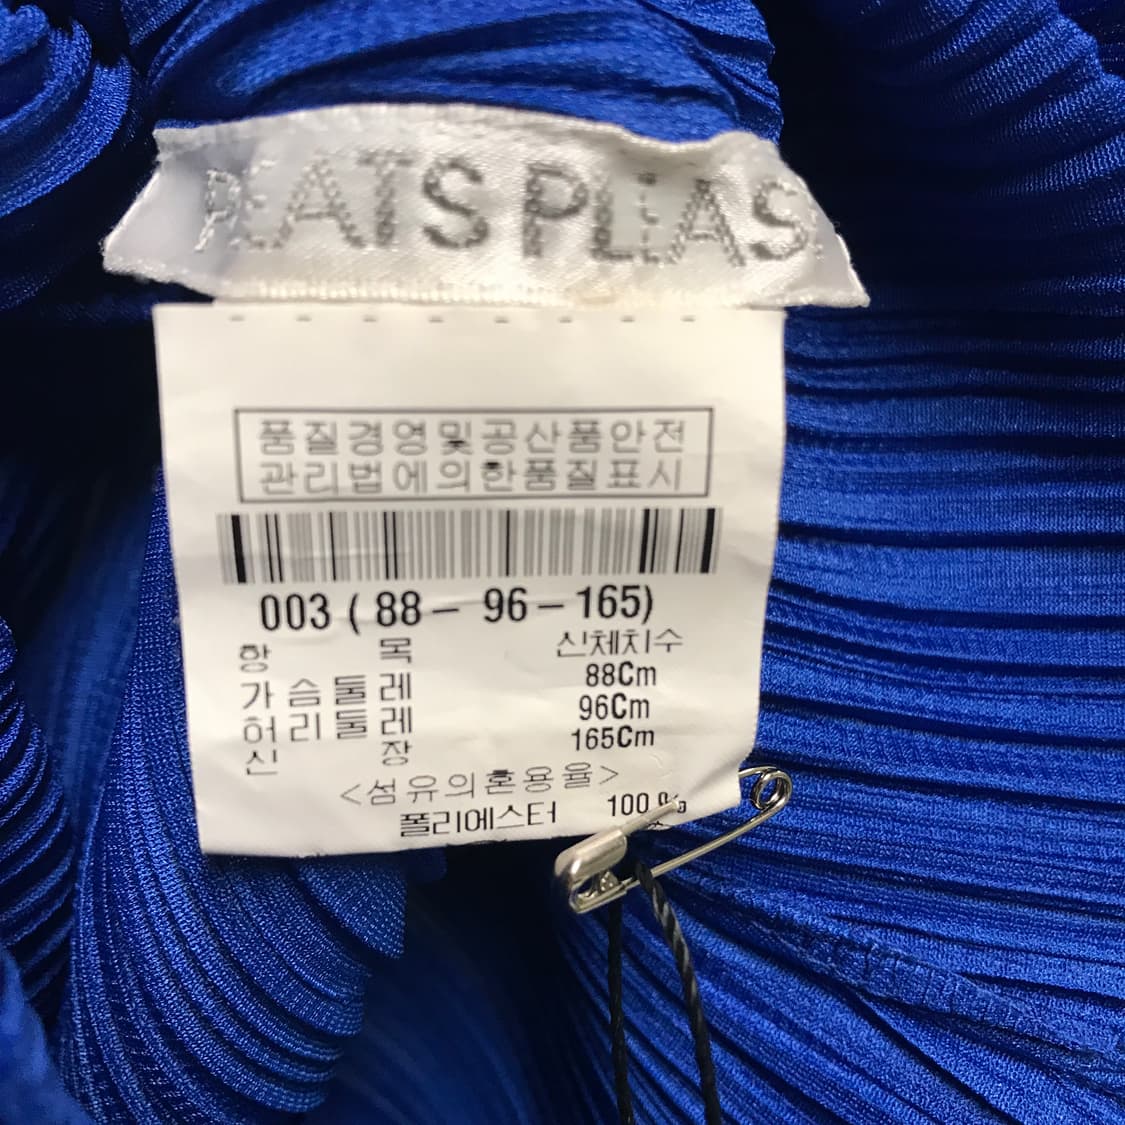 PEATS PLEAS
품질경영및공산품안전
관리법에의한품질표시
003 ( 88 – 96 – 165)
항 목 신체치수
가슴둘레 88Cm
허리둘레 96Cm
신 장 165Cm
<섬유의혼용율>
폴리에스터 100 %